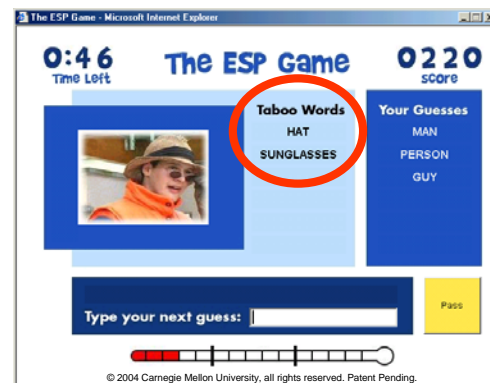 The ESP Game - Microsoft Internet Explorer
0:46
Time Left
The ESP Game
0220
score
Taboo Words
HAT
SUNGLASSES
Your Guesses
MAN
PERSON
GUY
Type your next guess:
Pass
© 2004 Carnegie Mellon University, all rights reserved. Patent Pending.